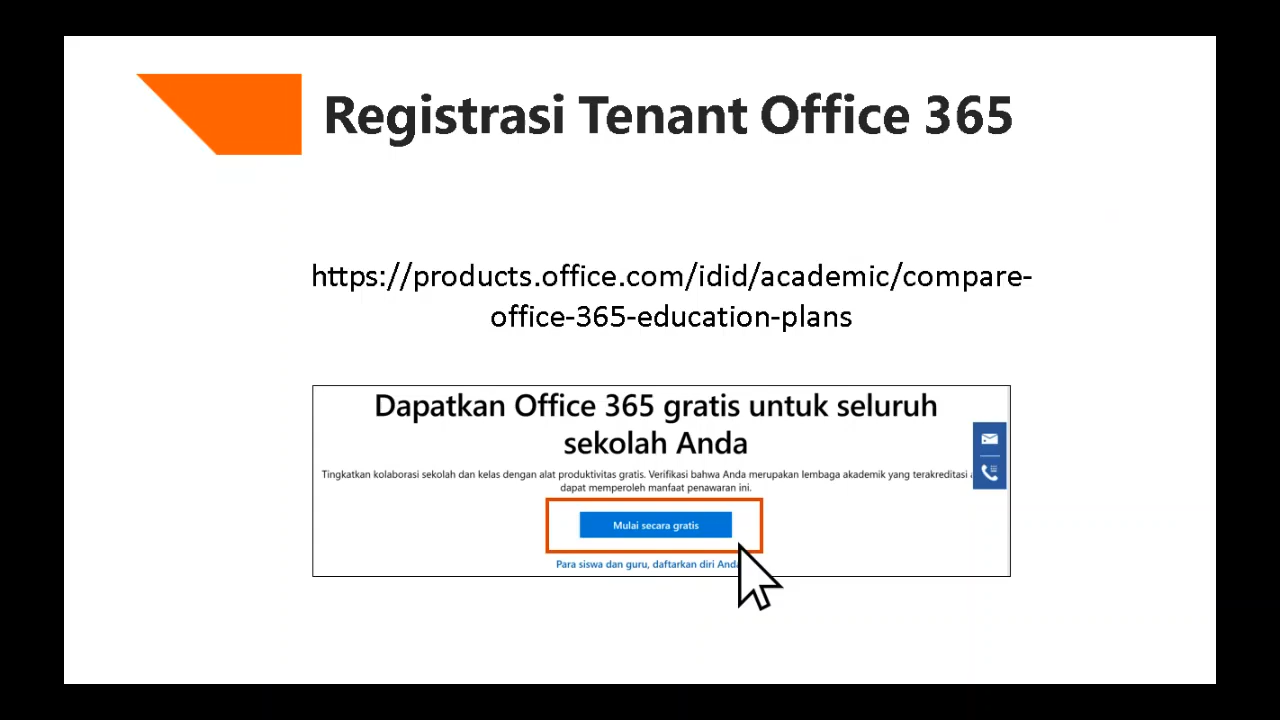 Registrasi Tenant Office 365
https://products.office.com/idid/academic/compare-
office-365-education-plans
Dapatkan Office 365 gratis untuk seluruh
sekolah Anda
Tingkatkan kolaborasi sekolah dan kelas dengan alat produktivitas gratis. Verifikasi bahwa Anda merupakan lembaga akademik yang terakreditasi
dapat memperoleh manfaat penawaran ini.
Mulai secara gratis
Para siswa dan guru, daftarkan diri Anda